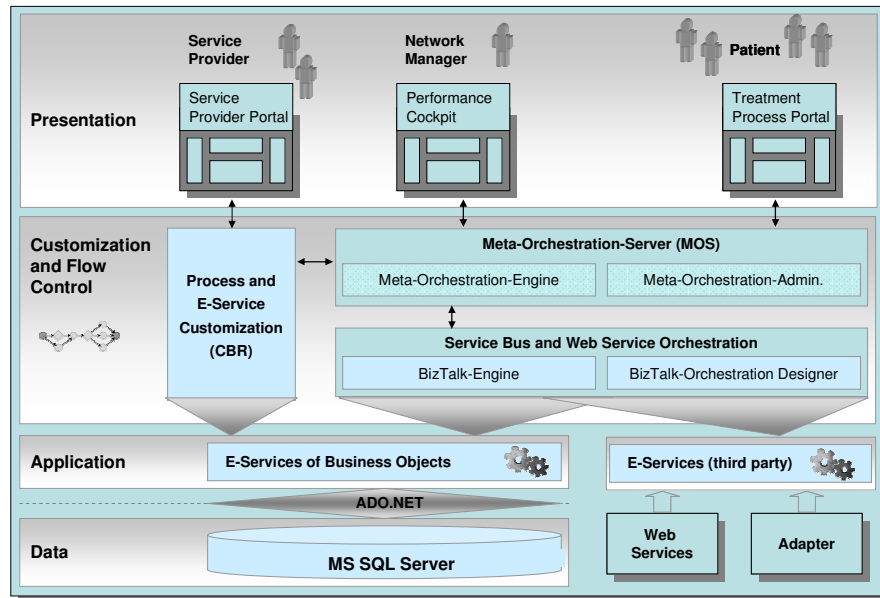 Service
Provider
Network
Manager
Patient
Presentation
Service
Provider Portal
Performance
Cockpit
Treatment
Process Portal
Customization
and Flow
Control
Process and
E-Service
Customization
(CBR)
Meta-Orchestration-Server (MOS)
Meta-Orchestration-Engine
Meta-Orchestration-Admin.
Service Bus and Web Service Orchestration
BizTalk-Engine
BizTalk-Orchestration Designer
Application
E-Services of Business Objects
E-Services (third party)
ADO.NET
Data
MS SQL Server
Web
Services
Adapter